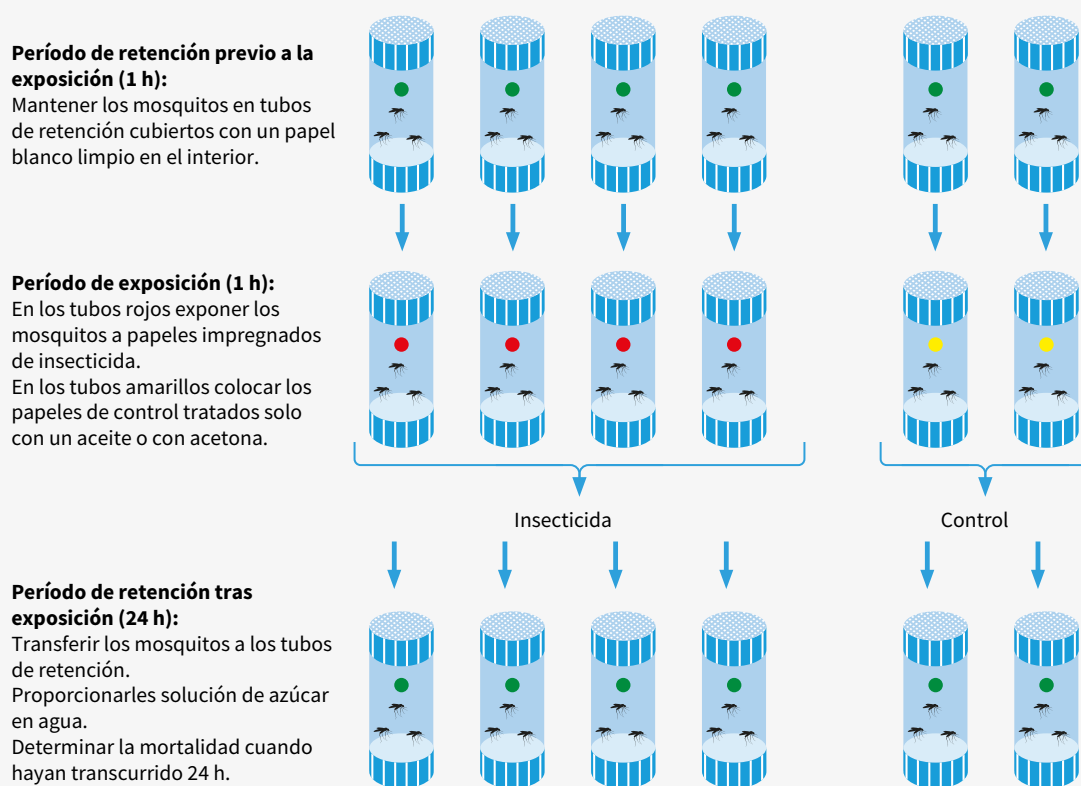 Período de retención previo a la
exposición (1 h):
Mantener los mosquitos en tubos
de retención cubiertos con un papel
blanco limpio en el interior.
Período de exposición (1 h):
En los tubos rojos exponer los
mosquitos a papeles impregnados
de insecticida.
En los tubos amarillos colocar los
papeles de control tratados solo
con un aceite o con acetona.
Insecticida
Control
Período de retención tras
exposición (24 h):
Transferir los mosquitos a los tubos
de retención.
Proporcionarles solución de azúcar
en agua.
Determinar la mortalidad cuando
hayan transcurrido 24 h.